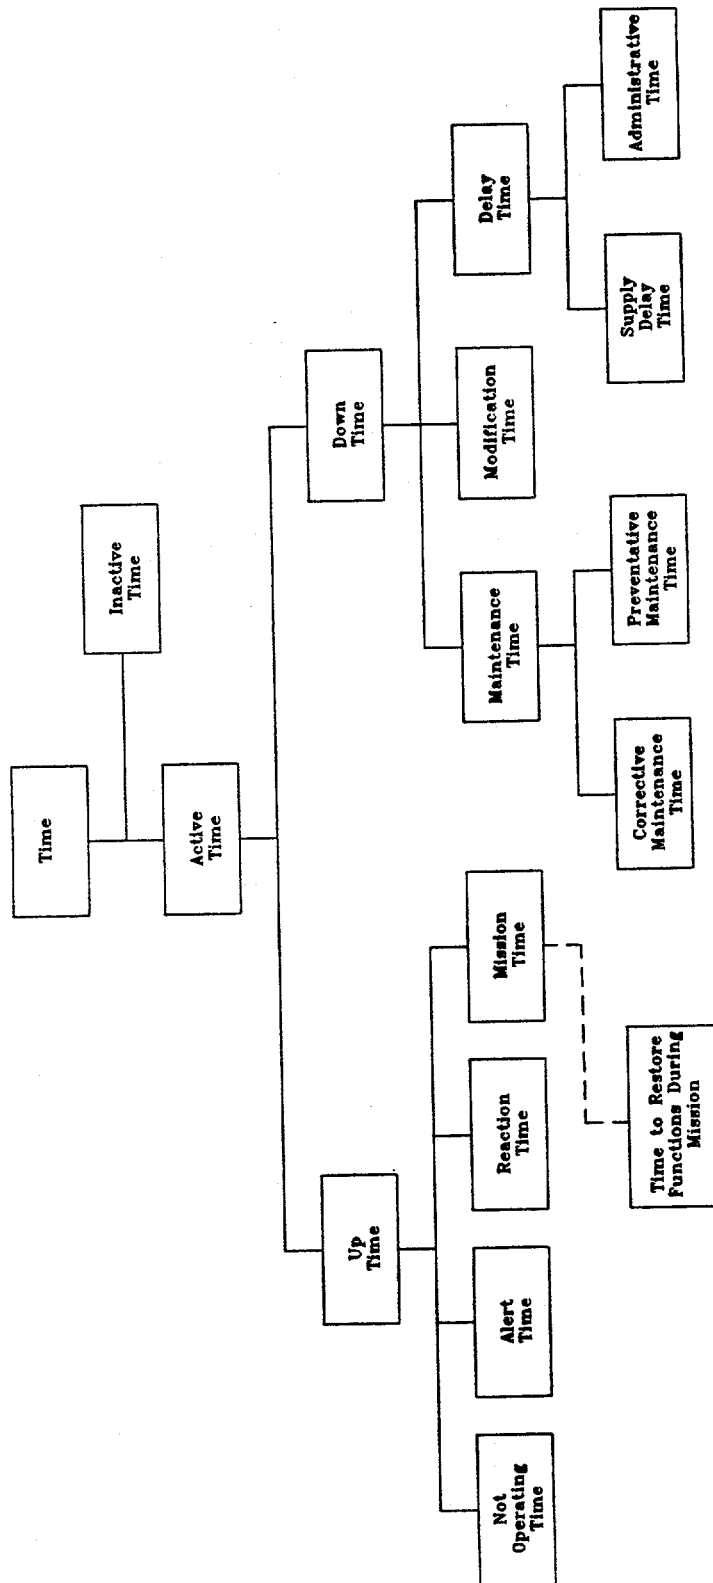 Time
Inactive
Time
Active
Time
Up
Time
Down
Time
Not
Operating
Time
Alert
Time
Reaction
Time
Mission
Time
Maintenance
Time
Modification
Time
Delay
Time
Time to Restore
Functions During
Mission
Corrective
Maintenance
Time
Preventative
Maintenance
Time
Supply
Delay
Time
Administrative
Time